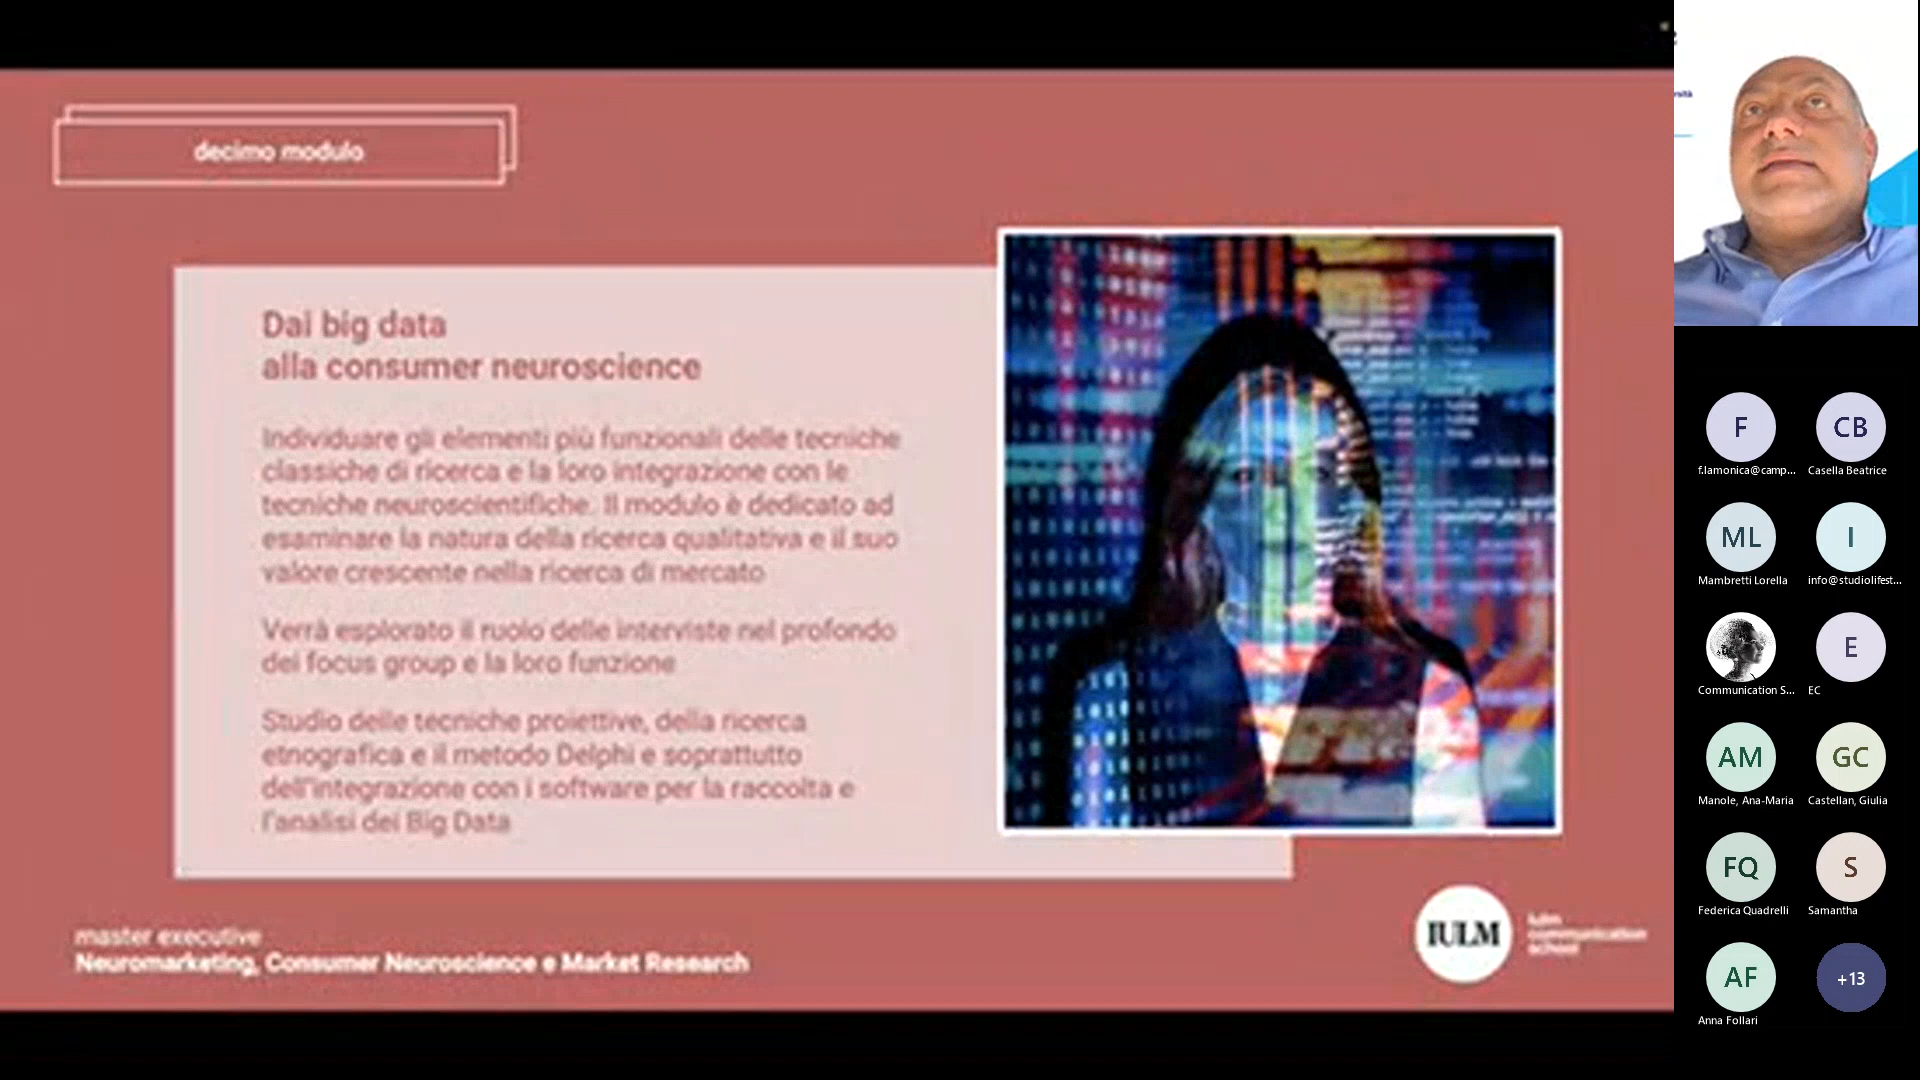 decimo modulo
Dai big data
alla consumer neuroscience
Individuare gli elementi più funzionali delle tecniche
classiche di ricerca e la loro integrazione con le
tecniche neuroscientifiche. Il modulo è dedicato ad
esaminare la natura della ricerca qualitativa e il suo
valore crescente nella ricerca di mercato
Verrà esplorato il ruolo delle interviste nel profondo
dei focus group e la loro funzione
Studio delle tecniche proiettive, della ricerca
etnografica e il metodo Delphi e soprattutto
dell'integrazione con i software per la raccolta e
l'analisi dei Big Data
master executive
Neuromarketing, Consumer Neuroscience e Market Research
IULM
iulm
communication
school
F
f.lamonica@camp...
CB
Casella Beatrice
ML
Mambretti Lorella
I
info@studiolifest...
Communication S...
E
EC
AM
Manole, Ana-Maria
GC
Castellan, Giulia
FQ
Federica Quadrelli
S
Samantha
AF
Anna Follari
+13